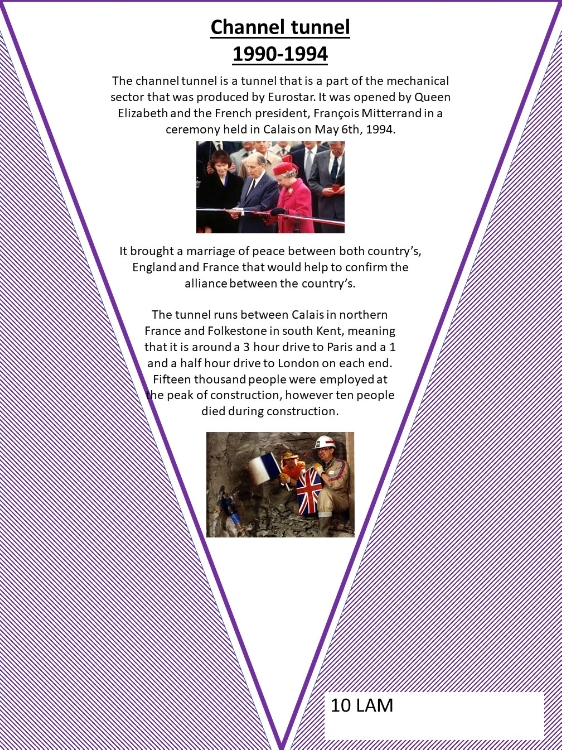 Channel tunnel
1990-1994
The channel tunnel is a tunnel that is a part of the mechanical
sector that was produced by Eurostar. It was opened by Queen
Elizabeth and the French president, François Mitterrand in a
ceremony held in Calais on May 6th, 1994.
It brought a marriage of peace between both country’s,
England and France that would help to confirm the
alliance between the country’s.
The tunnel runs between Calais in northern
France and Folkestone in south Kent, meaning
that it is around a 3 hour drive to Paris and a 1
and a half hour drive to London on each end.
Fifteen thousand people were employed at
the peak of construction, however ten people
died during construction.
10 LAM